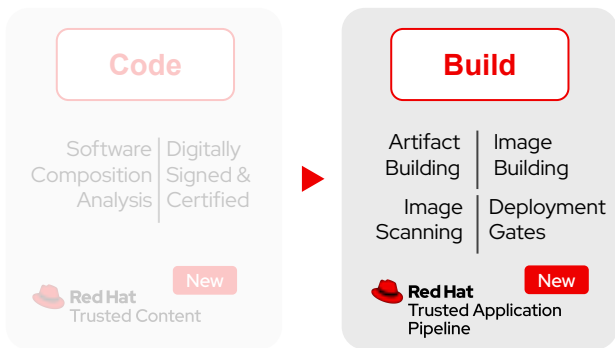 Code
Software
Composition
Analysis
Digitally
Signed &
Certified
New
Red Hat
Trusted Content
Build
Artifact
Building
Image
Building
Image
Scanning
Deployment
Gates
New
Red Hat
Trusted Application
Pipeline